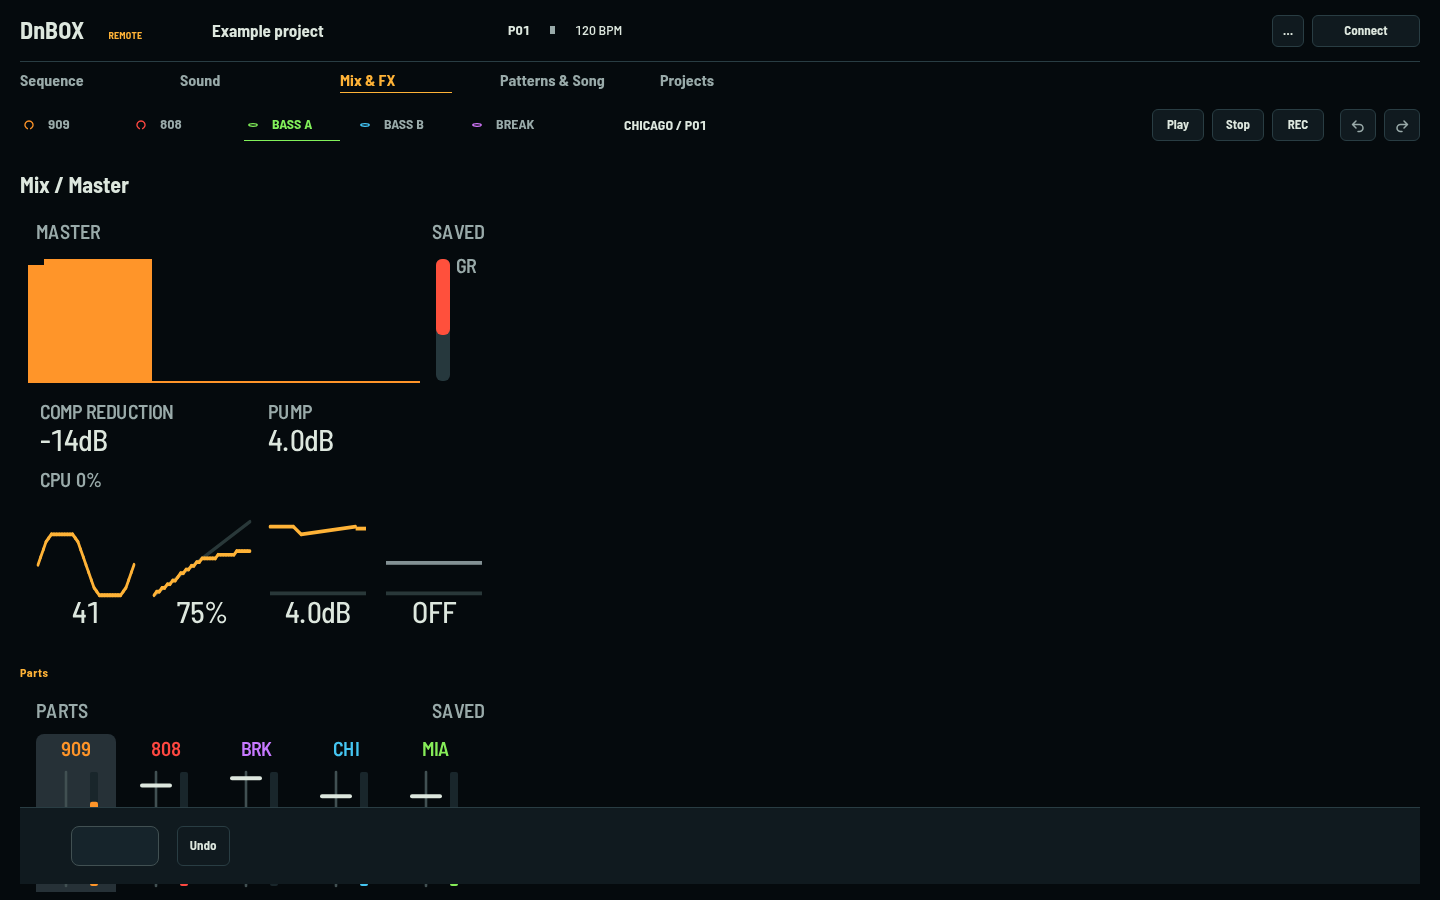 DnBOX REMOTE Example project P01 120 BPM ... Connect
Sequence Sound Mix & FX Patterns & Song Projects
909 808 BASS A BASS B BREAK CHICAGO / P01 Play Stop REC
Mix / Master
MASTER SAVED
GR
COMP REDUCTION PUMP
-14dB 4.0dB
CPU 0%
41 75% 4.0dB OFF
Parts
PARTS SAVED
909 808 BRK CHI MIA
Undo